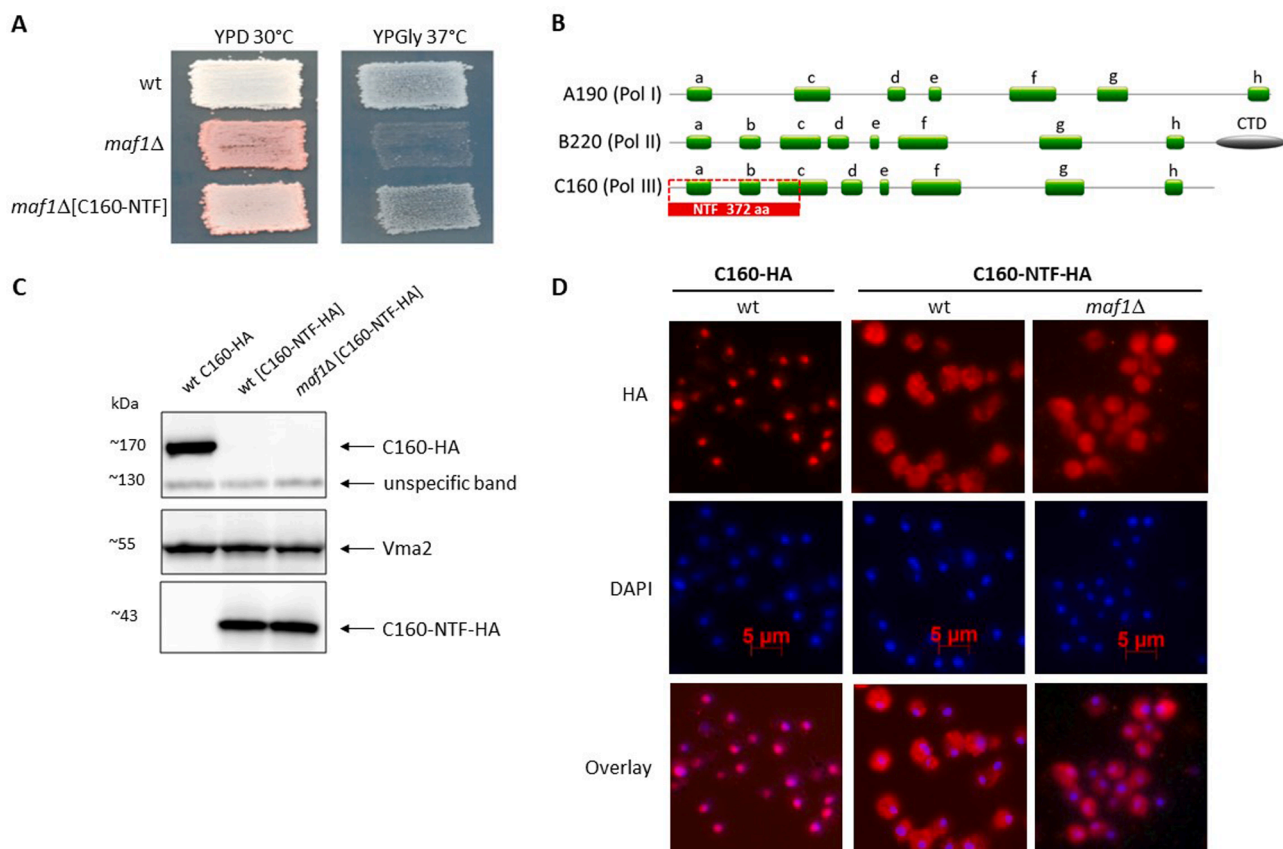 A
YPD 30°C
YPGly 37°C
wt
maf1Δ
maf1Δ[C160-NTF]
B
a c d e f g h
A190 (Pol I)
a b c d e f g h CTD
B220 (Pol II)
a b c d e f g h
C160 (Pol III)
NTF 372 aa
C
wt C160-HA
wt [C160-NTF-HA]
maf1Δ [C160-NTF-HA]
kDa
~170
C160-HA
~130
unspecific band
~55
Vma2
~43
C160-NTF-HA
D
C160-HA
C160-NTF-HA
wt
wt
maf1Δ
HA
DAPI
5 µm
5 µm
5 µm
Overlay